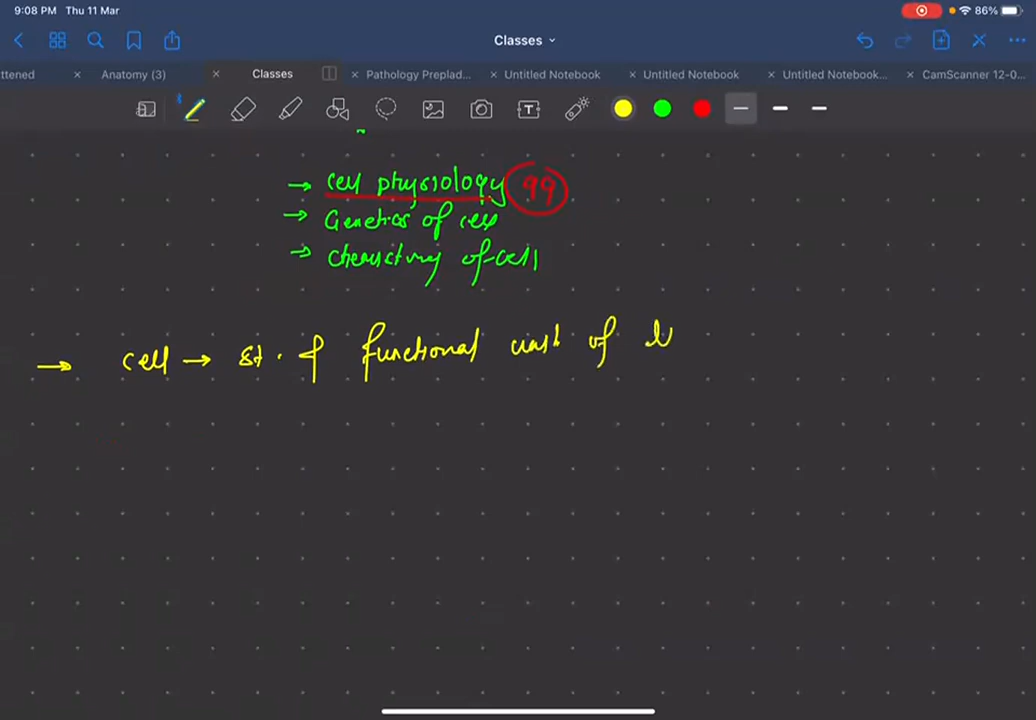 9:08 PM Thu 11 Mar 86%
Classes
ttened Anatomy (3) Classes Pathology Preplad... Untitled Notebook Untitled Notebook Untitled Notebook... CamScanner 12-0...
→ cell physiology 99
→ Genetics of cell
→ chemistry of cell
→ cell → st. & functional unit of